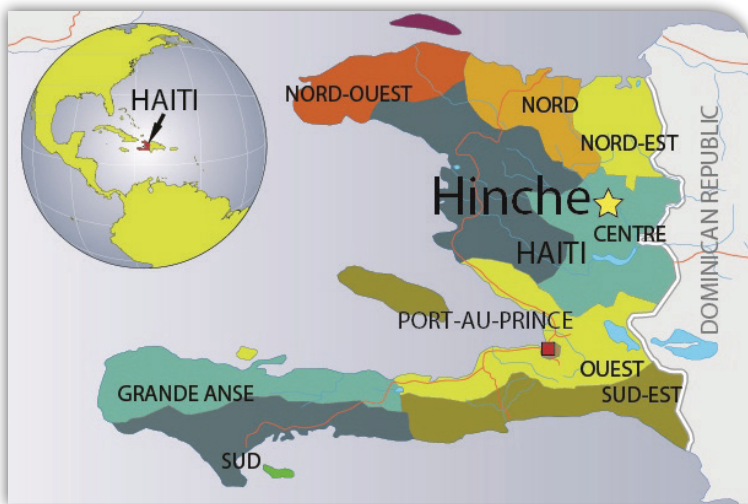 HAITI
NORD-OUEST
NORD
NORD-EST
Hinche
CENTRE
HAITI
DOMINICAN REPUBLIC
PORT-AU-PRINCE
OUEST
GRANDE ANSE
SUD-EST
SUD